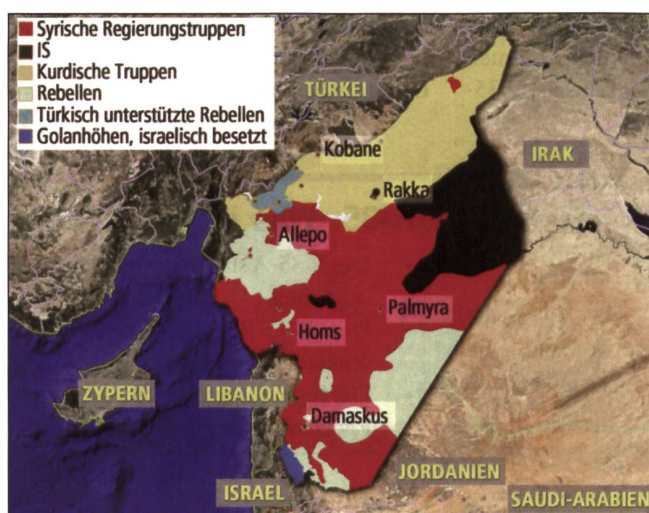 Syrische Regierungstruppen
IS
Kurdische Truppen
Rebellen
Türkisch unterstützte Rebellen
Golanhöhen, israelisch besetzt
TÜRKEI
Kobane
IRAK
Rakka
Allepo
Palmyra
Homs
ZYPERN
LIBANON
Damaskus
JORDANIEN
ISRAEL
SAUDI-ARABIEN